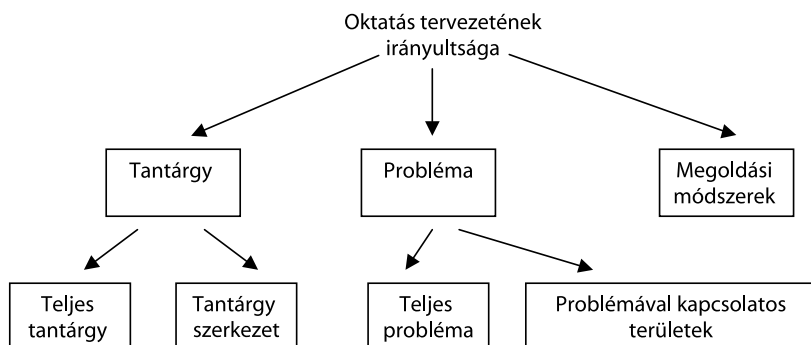 Oktatás tervezetének
irányultsága
Tantárgy
Probléma
Megoldási
módszerek
Teljes
tantárgy
Tantárgy
szerkezet
Teljes
probléma
Problémával kapcsolatos
területek